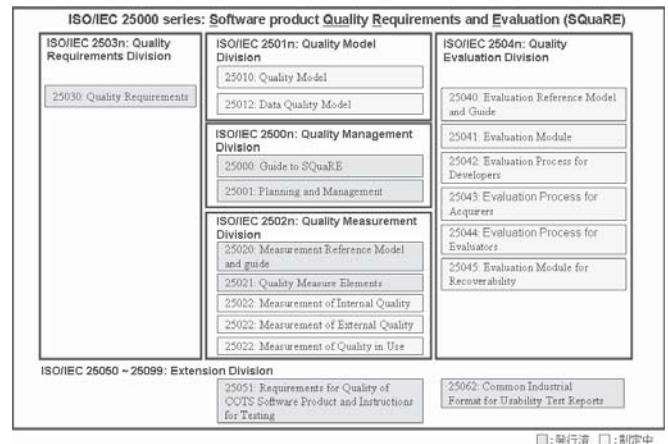 ISO/IEC 25000 series: Software product QuaLity Requirements and Evaluation (SQuaRE)
ISO/IEC 2503n: Quality
Requirements Division
25030: Quality Requirements
ISO/IEC 2501n: Quality Model
Division
25010: Quality Model
25012: Data Quality Model
ISO/IEC 2500n: Quality Management
Division
25000: Guide to SQuaRE
25001: Planning and Management
ISO/IEC 2502n: Quality Measurement
Division
25020: Measurement Reference Model
and guide
25021: Quality Measure Elements
25022: Measurement of Internal Quality
25022: Measurement of External Quality
25022: Measurement of Quality in Use
ISO/IEC 2504n: Quality
Evaluation Division
25040: Evaluation Reference Model
and Guide
25041: Evaluation Module
25042: Evaluation Process for
Developers
25043: Evaluation Process for
Acquirers
25044: Evaluation Process for
Evaluators
25045: Evaluation Module for
Recoverability
ISO/IEC 25050 ~ 25099: Extension Division
25051: Requirements for Quality of
COTS Software Product and Instructions
for Testing
25062: Common Industrial
Format for Usability Test Reports
□:発行済 □:制定中